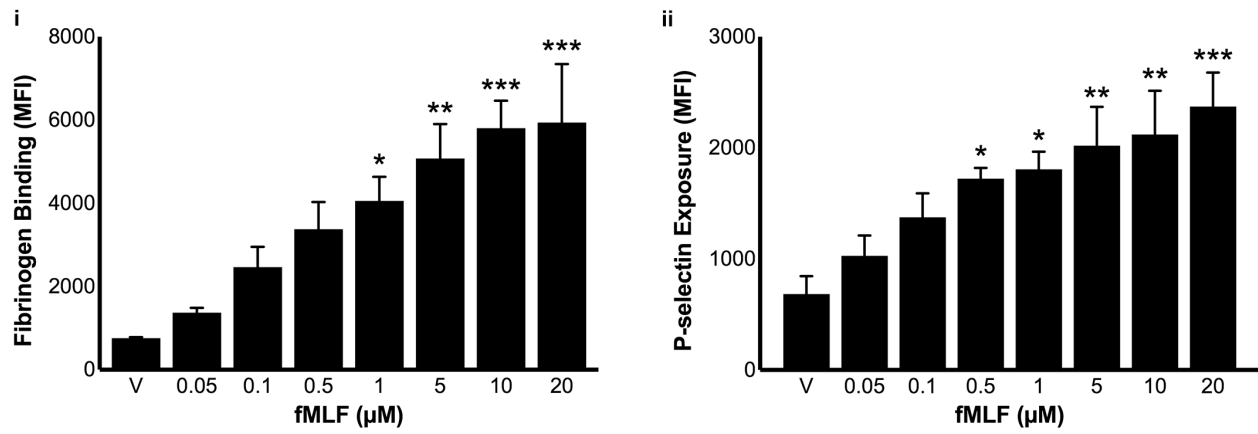 i
Fibrinogen Binding (MFI)
8000
6000
4000
2000
0
*
**
***
***
V 0.05 0.1 0.5 1 5 10 20
fMLF (µM)
ii
P-selectin Exposure (MFI)
3000
2000
1000
0
*
*
**
**
***
V 0.05 0.1 0.5 1 5 10 20
fMLF (µM)